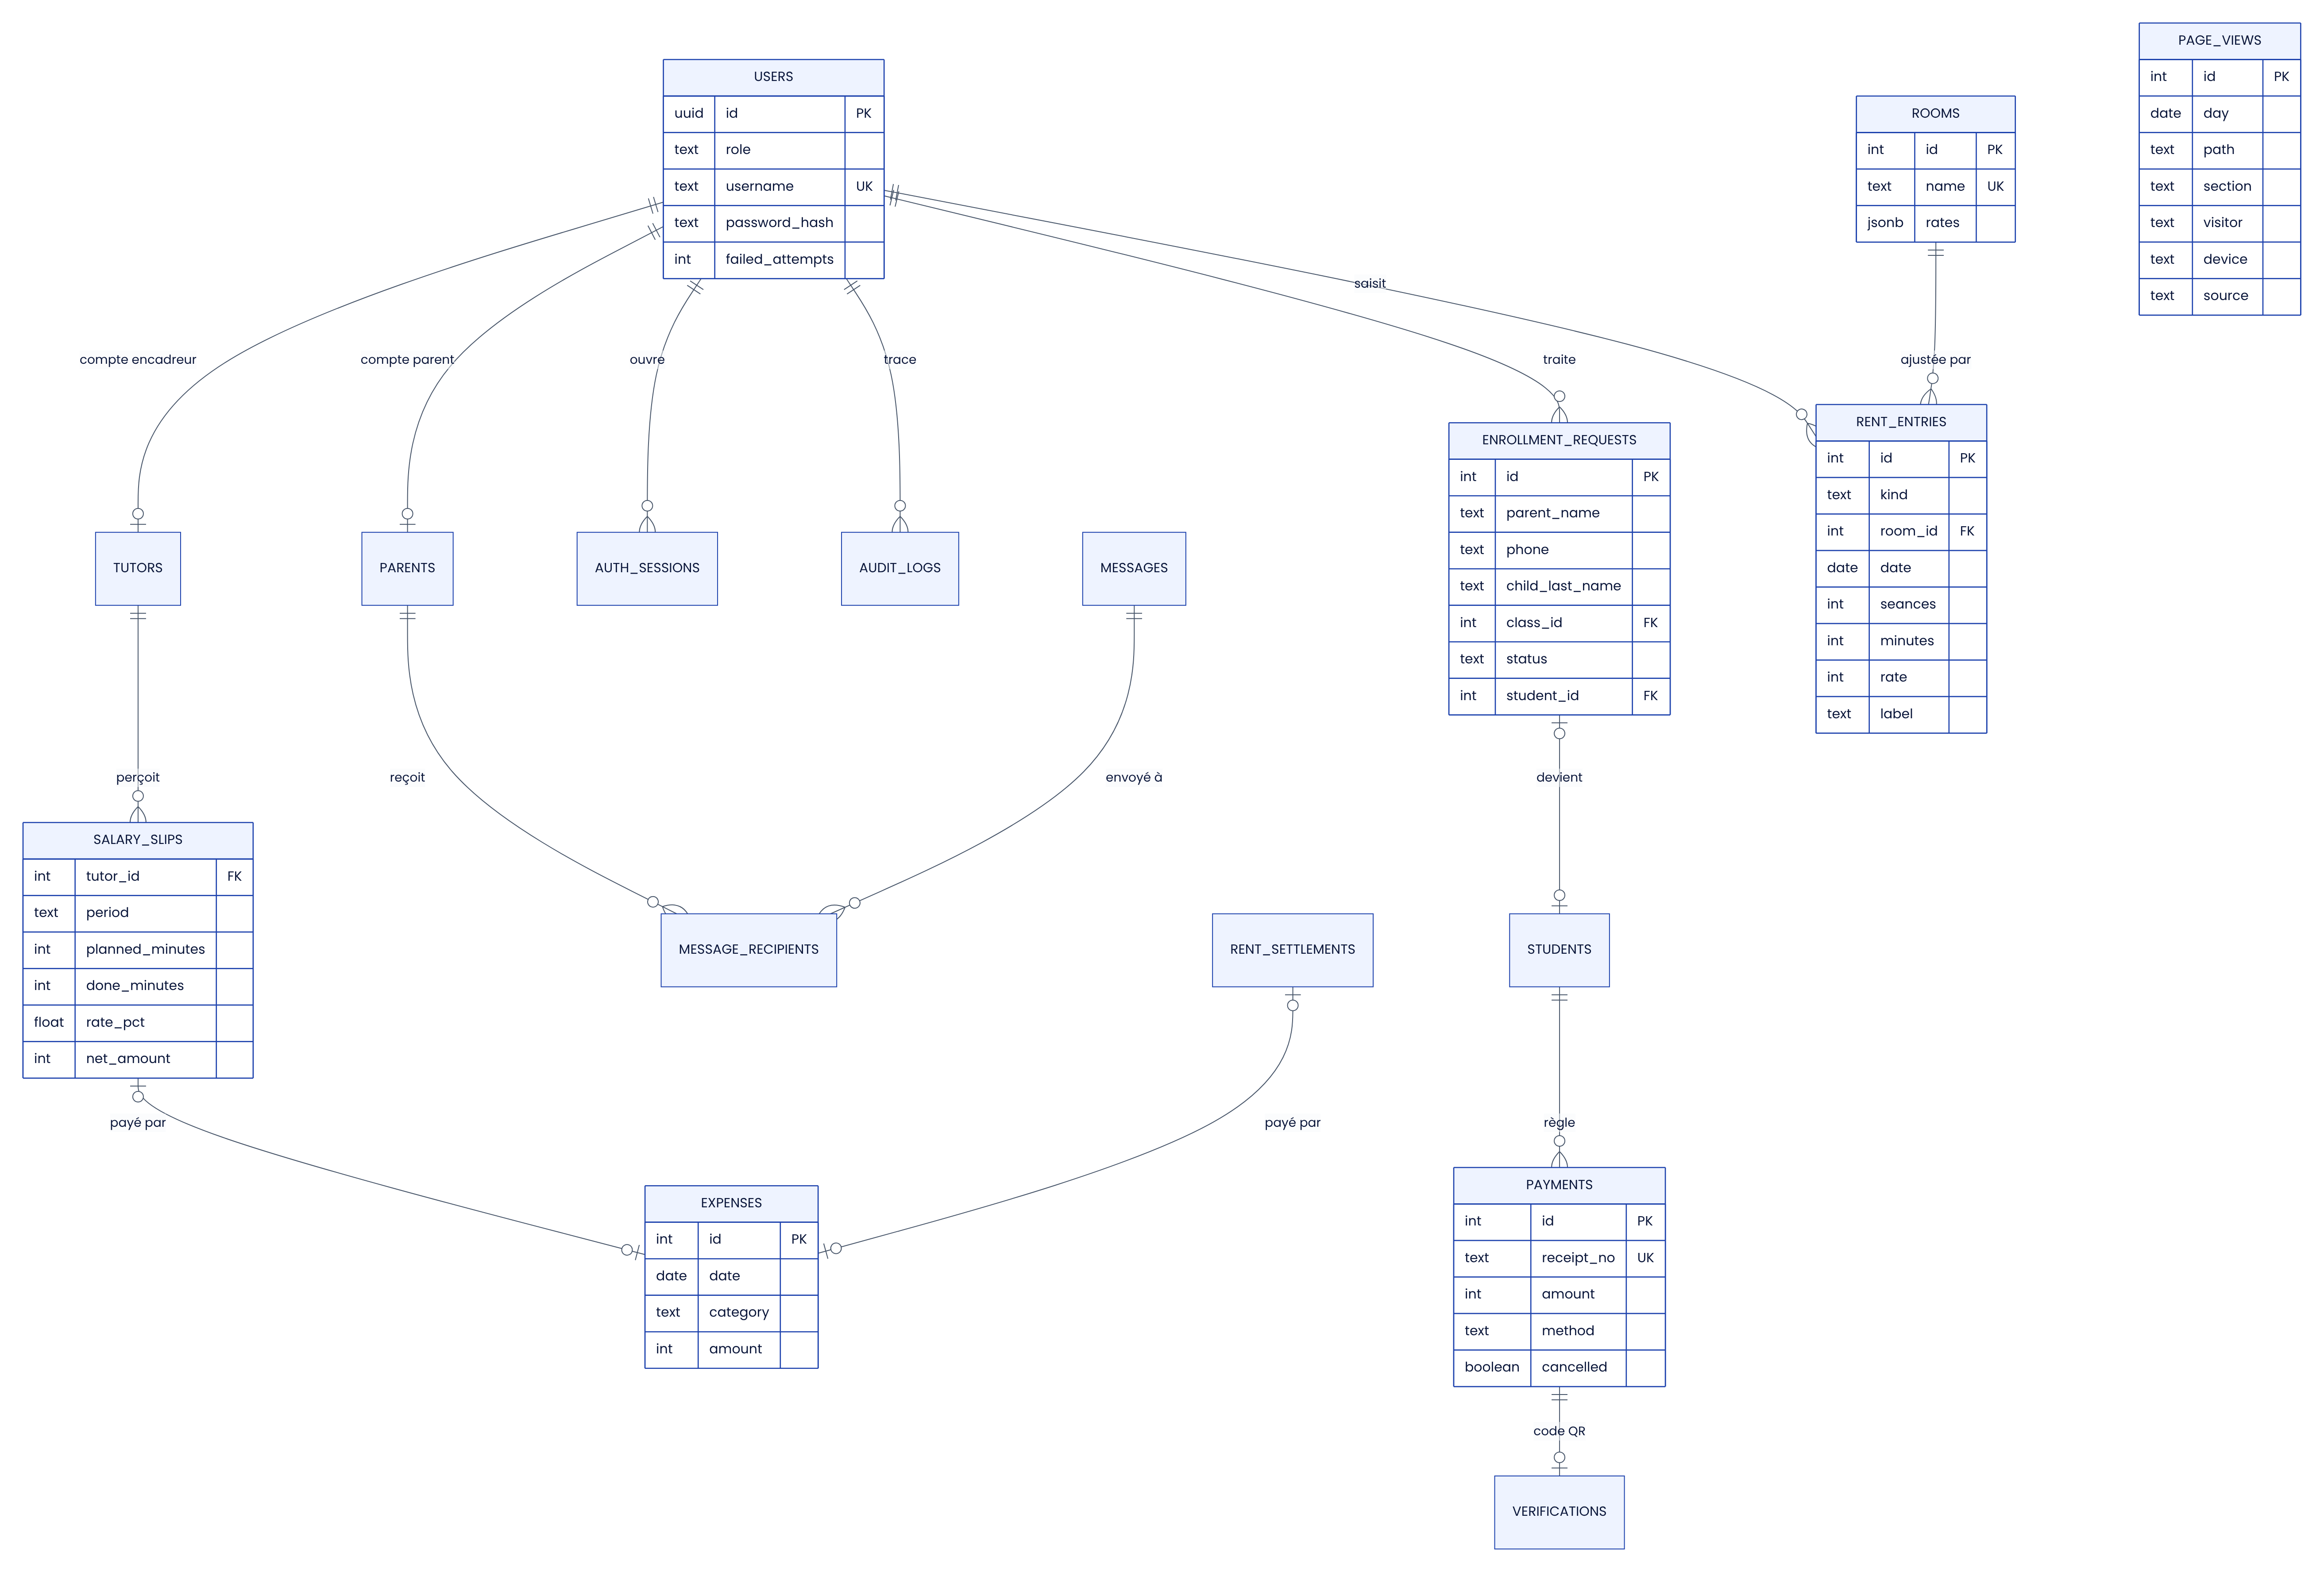 USERS
uuid id PK
text role
text username UK
text password_hash
int failed_attempts
PAGE_VIEWS
int id PK
date day
text path
text section
text visitor
text device
text source
ROOMS
int id PK
text name UK
jsonb rates
saisit
compte encadreur
compte parent
ouvre
trace
traite
ajustée par
ENROLLMENT_REQUESTS
int id PK
text parent_name
text phone
text child_last_name
int class_id FK
text status
int student_id FK
RENT_ENTRIES
int id PK
text kind
int room_id FK
date date
int seances
int minutes
int rate
text label
TUTORS
PARENTS
AUTH_SESSIONS
AUDIT_LOGS
MESSAGES
perçoit
reçoit
envoyé à
devient
SALARY_SLIPS
int tutor_id FK
text period
int planned_minutes
int done_minutes
float rate_pct
int net_amount
MESSAGE_RECIPIENTS
RENT_SETTLEMENTS
STUDENTS
payé par
payé par
règle
EXPENSES
int id PK
date date
text category
int amount
PAYMENTS
int id PK
text receipt_no UK
int amount
text method
boolean cancelled
code QR
VERIFICATIONS